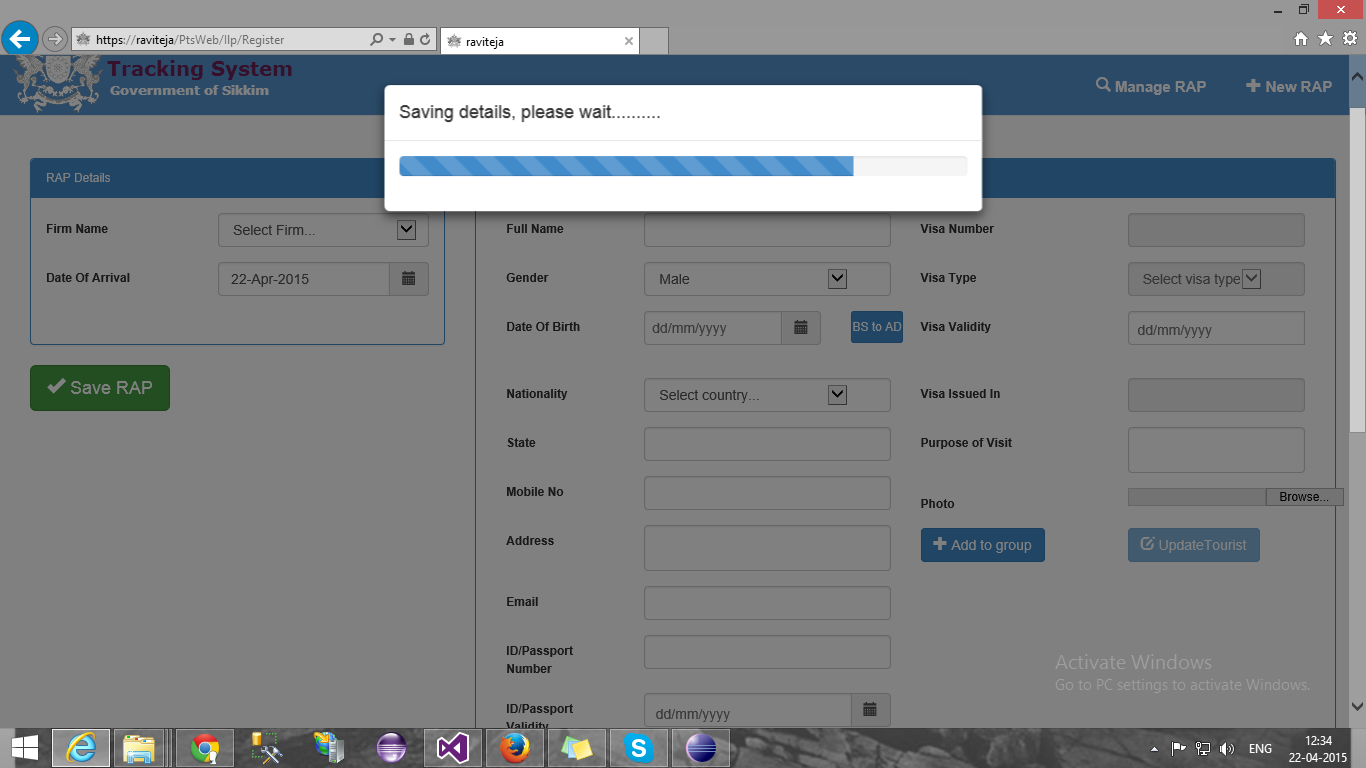 https://raviteja/PtsWeb/Ilp/Register
raviteja
Tracking System
Government of Sikkim
Manage RAP
New RAP
Saving details, please wait..........
RAP Details
Firm Name
Select Firm...
Date Of Arrival
22-Apr-2015
Save RAP
Full Name
Gender
Male
Date Of Birth
dd/mm/yyyy
BS to AD
Nationality
Select country...
State
Mobile No
Address
Email
ID/Passport
Number
ID/Passport
Validity
dd/mm/yyyy
Visa Number
Visa Type
Select visa type
Visa Validity
dd/mm/yyyy
Visa Issued In
Purpose of Visit
Photo
Browse...
Add to group
UpdateTourist
Activate Windows
Go to PC settings to activate Windows.
ENG
12:34
22-04-2015